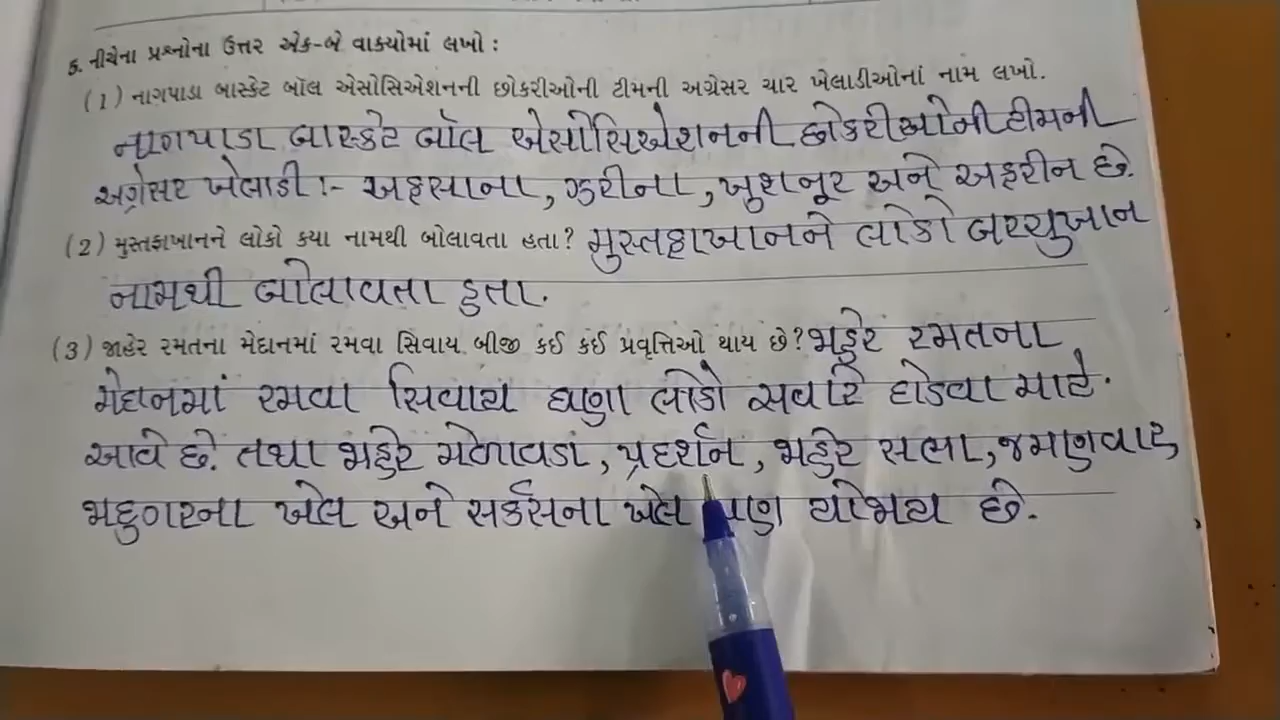 ક. નીચેના પ્રશ્નોના ઉત્તર એક-બે વાક્યોમાં લખો :
(1) નાગપાડા બાસ્કેટ બૉલ એસોસિએશનની છોકરીઓની ટીમની અગ્રેસર ચાર ખેલાડીઓનાં નામ લખો.
નાગપાડા બાસ્કેટ બૉલ એસોસિએશનની છોકરીઓની ટીમની
અગ્રેસર ખેલાડી :- અફસાના, ઝરીના, ખુશનૂર અને અફરીન છે.
(2) મુસ્તફાખાનને લોકો કયા નામથી બોલાવતા હતા? મુસ્તફાખાનને લોકો બચ્ચુખાન
નામથી બોલાવતા હતા.
(3) જાહેર રમતના મેદાનમાં રમવા સિવાય બીજી કઈ કઈ પ્રવૃત્તિઓ થાય છે? જાહેર રમતના
મેદાનમાં રમવા સિવાય ઘણા લોકો સવારે દોડવા માટે
આવે છે. તથા જાહેર મેળાવડા, પ્રદર્શન, જાહેર સભા, જમણવાર,
જાદુગરના ખેલ અને સર્કસના ખેલ પણ યોજાય છે.